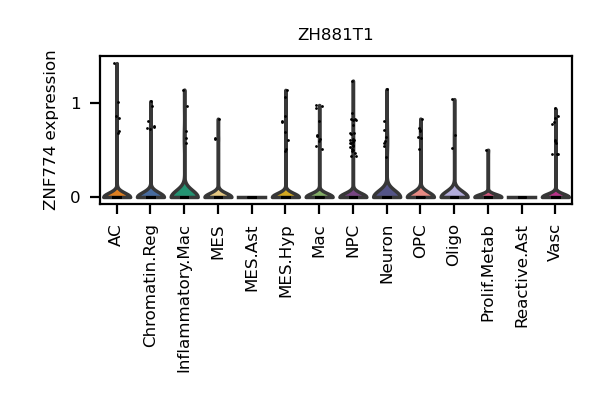 ZH881T1
ZNF774 expression
1
0
AC
Chromatin.Reg
Inflammatory.Mac
MES
MES.Ast
MES.Hyp
Mac
NPC
Neuron
OPC
Oligo
Prolif.Metab
Reactive.Ast
Vasc